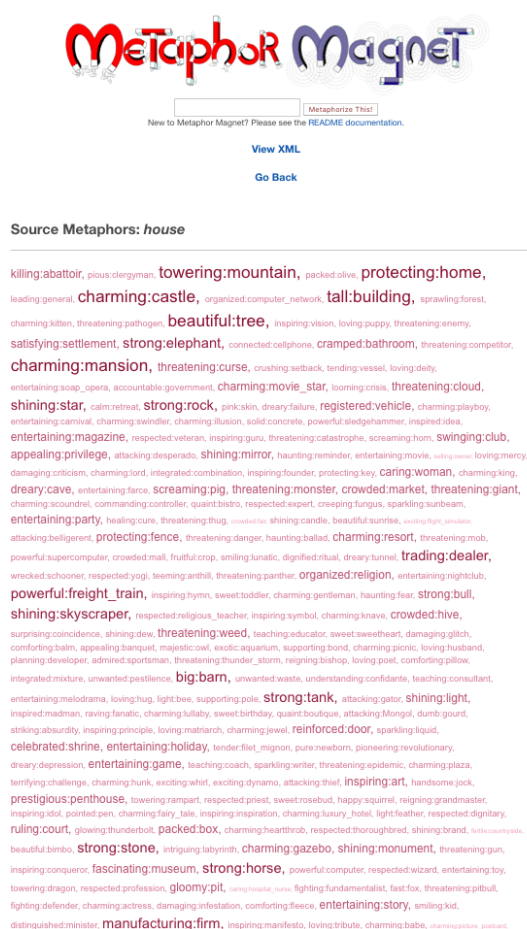 MeTaphoR Magnet
Metaphorize This!
New to Metaphor Magnet? Please see the README documentation.
View XML
Go Back
Source Metaphors: house
killing:abattoir, pious:clergyman, towering:mountain, packed:olive, protecting:home,
leading:general, charming:castle, organized:computer_network, tall:building, sprawling:forest,
charming:kitten, threatening:pathogen, beautiful:tree, inspiring:vision, loving:puppy, threatening:enemy,
satisfying:settlement, strong:elephant, connected:cellphone, cramped:bathroom, threatening:competitor,
charming:mansion, threatening:curse, crushing:setback, tending:vessel, loving:deity,
entertaining:soap_opera, accountable:government, charming:movie_star, looming:crisis, threatening:cloud,
shining:star, calm:retreat, strong:rock, pink:skin, dreary:failure, registered:vehicle, charming:playboy,
entertaining:carnival, charming:swindler, charming:illusion, solid:concrete, powerful:sledgehammer, inspired:idea,
entertaining:magazine, respected:veteran, inspiring:guru, threatening:catastrophe, screaming:horn, swinging:club,
appealing:privilege, attacking:desperado, shining:mirror, haunting:reminder, entertaining:movie, loving:mercy,
damaging:criticism, charming:lord, integrated:combination, inspiring:founder, protecting:key, caring:woman, charming:king,
dreary:cave, entertaining:farce, screaming:pig, threatening:monster, crowded:market, threatening:giant,
charming:scoundrel, commanding:controller, quaint:bistro, respected:expert, creeping:fungus, sparkling:sunbeam,
entertaining:party, healing:cure, threatening:thug, crowded:fair, shining:candle, beautiful:sunrise, exciting:flight_simulator,
attacking:belligerent, protecting:fence, threatening:danger, haunting:ballad, charming:resort, threatening:mob,
powerful:supercomputer, crowded:mall, fruitful:crop, smiling:lunatic, dignified:ritual, dreary:tunnel, trading:dealer,
wrecked:schooner, respected:yogi, teeming:anthill, threatening:panther, organized:religion, entertaining:nightclub,
powerful:freight_train, inspiring:hymn, sweet:toddler, charming:gentleman, haunting:fear, strong:bull,
shining:skyscraper, respected:religious_teacher, inspiring:symbol, charming:knave, crowded:hive,
surprising:coincidence, shining:dew, threatening:weed, teaching:educator, sweet:sweetheart, damaging:glitch,
comforting:balm, appealing:banquet, majestic:owl, exotic:aquarium, supporting:bond, charming:picnic, loving:husband,
planning:developer, admired:sportsman, threatening:thunder_storm, reigning:bishop, loving:poet, comforting:pillow,
integrated:mixture, unwanted:pestilence, big:barn, unwanted:waste, understanding:confidante, teaching:consultant,
entertaining:melodrama, loving:hug, light:bee, supporting:pole, strong:tank, attacking:gator, shining:light,
inspired:madman, raving:fanatic, charming:lullaby, sweet:birthday, quaint:boutique, attacking:Mongol, dumb:gourd,
striking:absurdity, inspiring:principle, loving:matriarch, charming:jewel, reinforced:door, sparkling:liquid,
celebrated:shrine, entertaining:holiday, tender:filet_mignon, pure:newborn, pioneering:revolutionary,
dreary:depression, entertaining:game, teaching:coach, sparkling:writer, threatening:epidemic, charming:plaza,
terrifying:challenge, charming:hunk, exciting:whirl, exciting:dynamo, attacking:thief, inspiring:art, handsome:jock,
prestigious:penthouse, towering:rampart, respected:priest, sweet:rosebud, happy:squirrel, reigning:grandmaster,
inspiring:idol, pointed:pen, charming:fairy_tale, inspiring:inspiration, charming:luxury_hotel, light:feather, respected:dignitary,
ruling:court, glowing:thunderbolt, packed:box, charming:heartthrob, respected:thoroughbred, shining:brand, fertile:countryside,
beautiful:bimbo, strong:stone, intriguing:labyrinth, charming:gazebo, shining:monument, threatening:gun,
inspiring:conqueror, fascinating:museum, strong:horse, powerful:computer, respected:wizard, entertaining:toy,
towering:dragon, respected:profession, gloomy:pit, caring:hospital_nurse, fighting:fundamentalist, fast:fox, threatening:pitbull,
fighting:defender, charming:actress, damaging:infestation, comforting:fleece, entertaining:story, smiling:kid,
distinguished:minister, manufacturing:firm, inspiring:manifesto, loving:tribute, charming:babe, charming:picture_postcard,